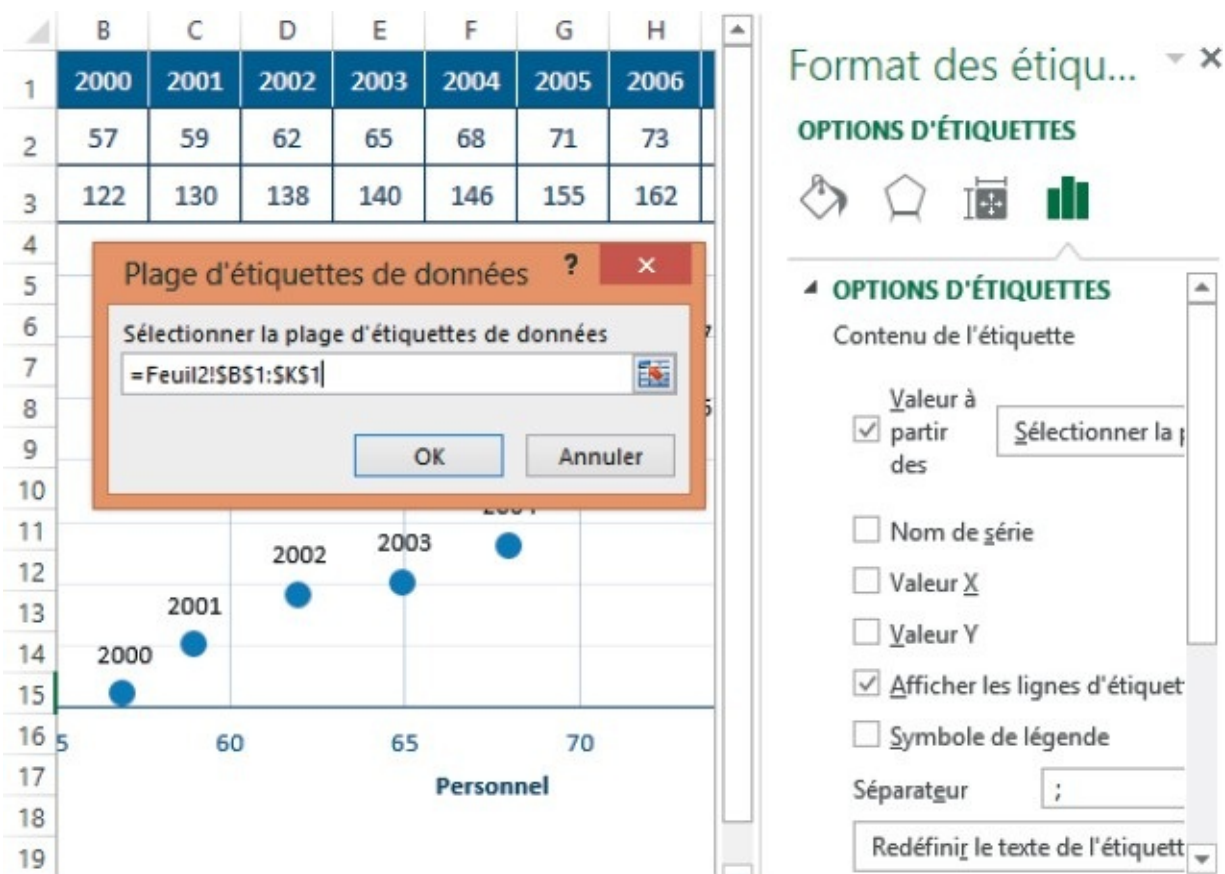 B C D E F G H
1 2000 2001 2002 2003 2004 2005 2006
2 57 59 62 65 68 71 73
3 122 130 138 140 146 155 162
4
5
6
7
8
9
10
11
12
13
14
15
16
17
18
19
Plage d'étiquettes de données ? ×
Sélectionner la plage d'étiquettes de données
=Feuil2!$B$1:$K$1
OK Annuler
2002
2003
2001
2000
5 60 65 70
Personnel
Format des étiqu...
OPTIONS D'ÉTIQUETTES
OPTIONS D'ÉTIQUETTES
Contenu de l'étiquette
Valeur à
partir
des
Sélectionner la p
Nom de série
Valeur X
Valeur Y
Afficher les lignes d'étiquet
Symbole de légende
Séparateur ;
Redéfinir le texte de l'étiquett